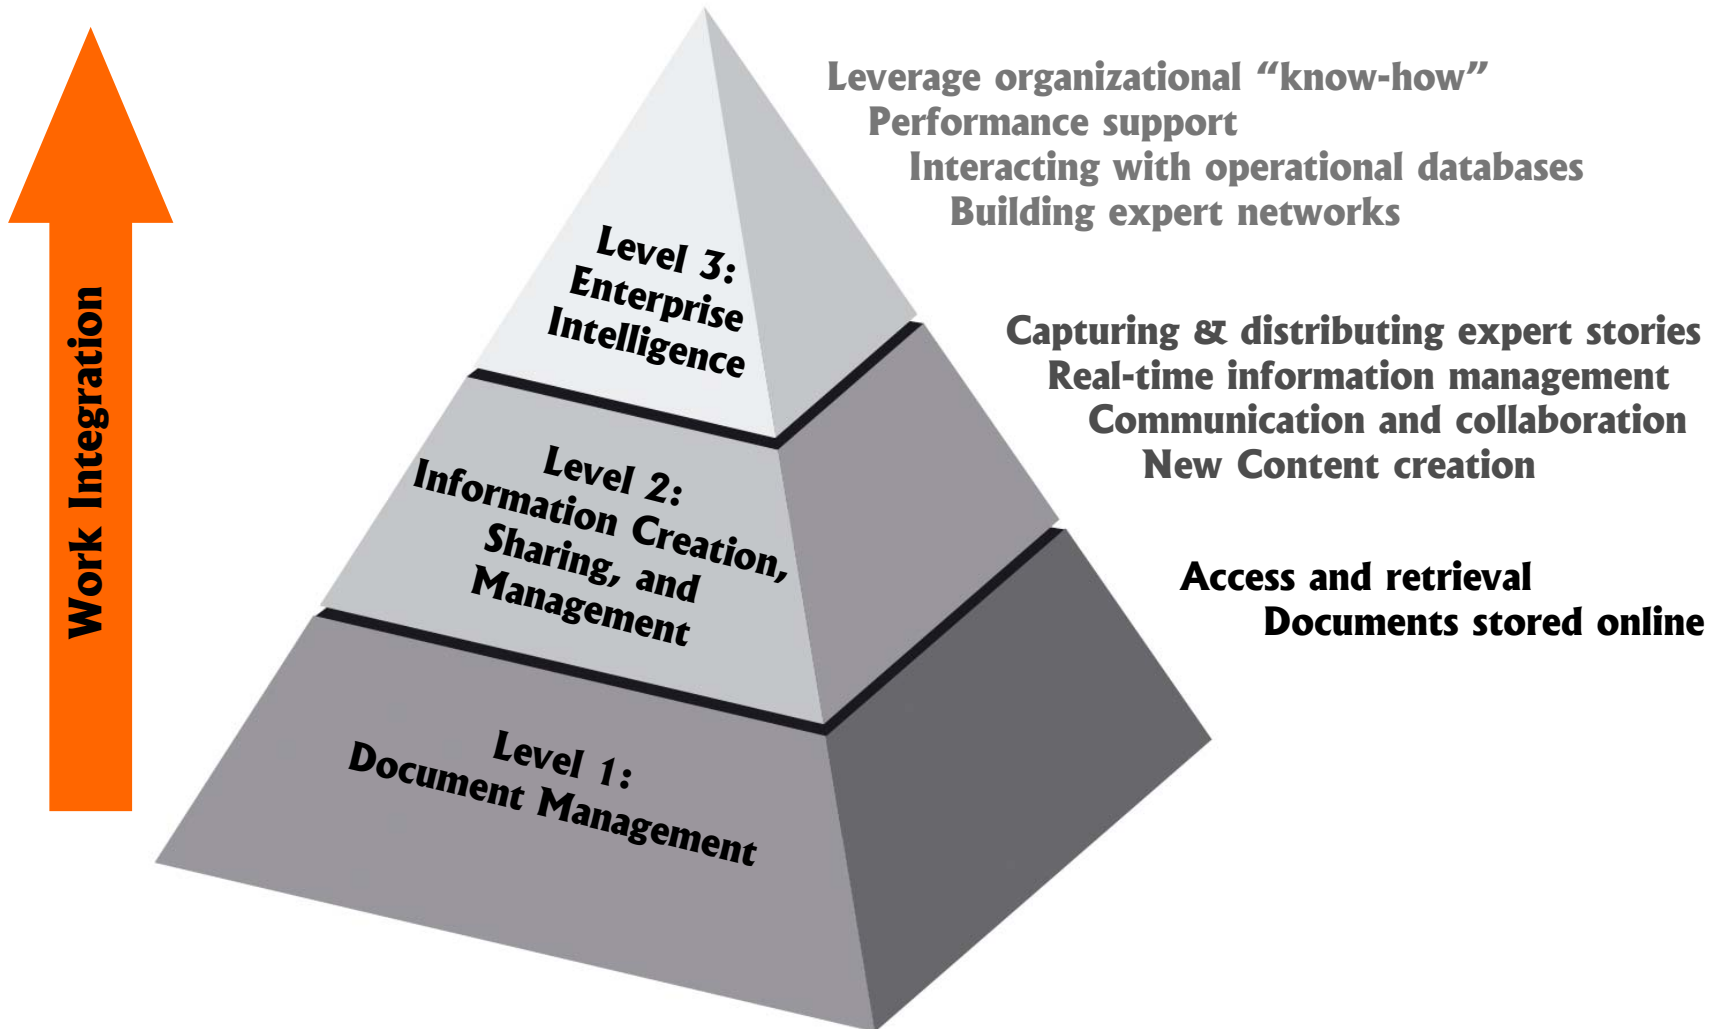 Work Integration
Leverage organizational “know-how”
Performance support
Interacting with operational databases
Building expert networks
Level 3:
Enterprise
Intelligence
Capturing & distributing expert stories
Real-time information management
Communication and collaboration
New Content creation
Level 2:
Information Creation,
Sharing, and
Management
Access and retrieval
Documents stored online
Level 1:
Document Management